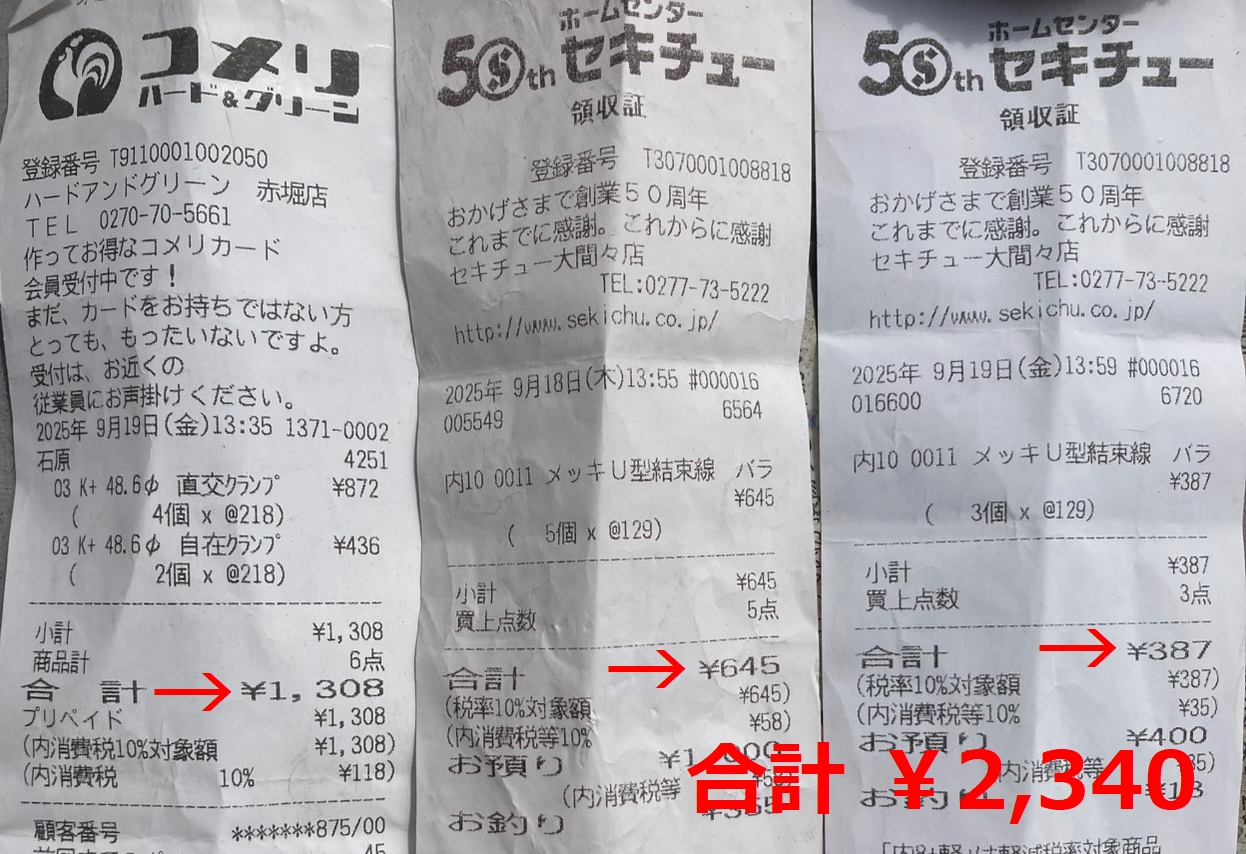 コメリ
ハード&グリーン
登録番号 T9110001002050
ハードアンドグリーン 赤堀店
TEL 0270-70-5661
作ってお得なコメリカード
会員受付中です!
まだ、カードをお持ちではない方
とっても、もったいないですよ。
受付は、お近くの
従業員にお声掛けください。
2025年 9月19日(金)13:35 1371-0002
石原 4251
03 K+ 48.6φ 直交クランプ ¥872
( 4個 x @218)
03 K+ 48.6φ 自在クランプ ¥436
( 2個 x @218)
小計 ¥1,308
商品計 6点
合 計 → ¥1,308
プリペイド ¥1,308
(内消費税10%対象額 ¥1,308)
(内消費税 10% ¥118)
顧客番号 *******875/00
ホームセンター
50th セキチュー
領収証
登録番号 T3070001008818
おかげさまで創業50周年
これまでに感謝。これからに感謝
セキチュー大間々店
TEL:0277-73-5222
http://www.sekichu.co.jp/
2025年 9月18日(木)13:55 #000016
005549 6564
内10 0011 メッキU型結束線 バラ
¥645
( 5個 x @129)
小計 ¥645
買上点数 5点
合計 → ¥645
(税率10%対象額 ¥645)
(内消費税等10% ¥58)
お預り
(内消費税等
お釣り
ホームセンター
50th セキチュー
領収証
登録番号 T3070001008818
おかげさまで創業50周年
これまでに感謝。これからに感謝
セキチュー大間々店
TEL:0277-73-5222
http://www.sekichu.co.jp/
2025年 9月19日(金)13:59 #000016
016600 6720
内10 0011 メッキU型結束線 バラ
¥387
( 3個 x @129)
小計 ¥387
買上点数 3点
合計 → ¥387
(税率10%対象額 ¥387)
(内消費税等10% ¥35)
お預り ¥400
(内消費税等
お釣り
合計 ¥2,340